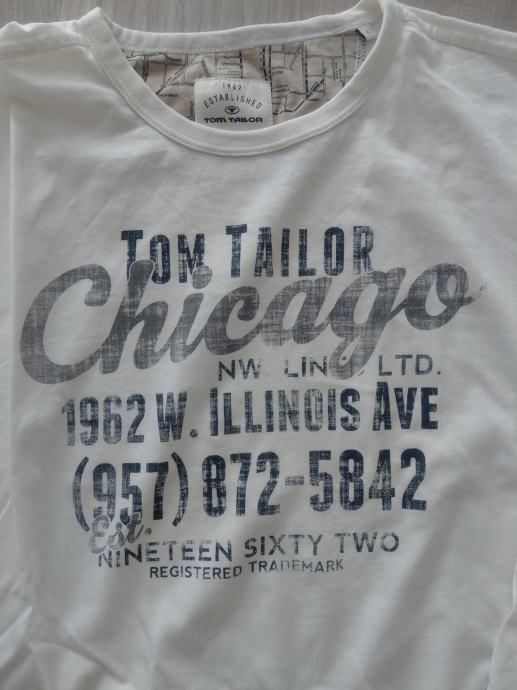 1962
ESTABLISHED
TOM TAILOR
TOM TAILOR
Chicago
NW LIN LTD.
1962 W. ILLINOIS AVE
(957) 872-5842
Est.
NINETEEN SIXTY TWO
REGISTERED TRADEMARK